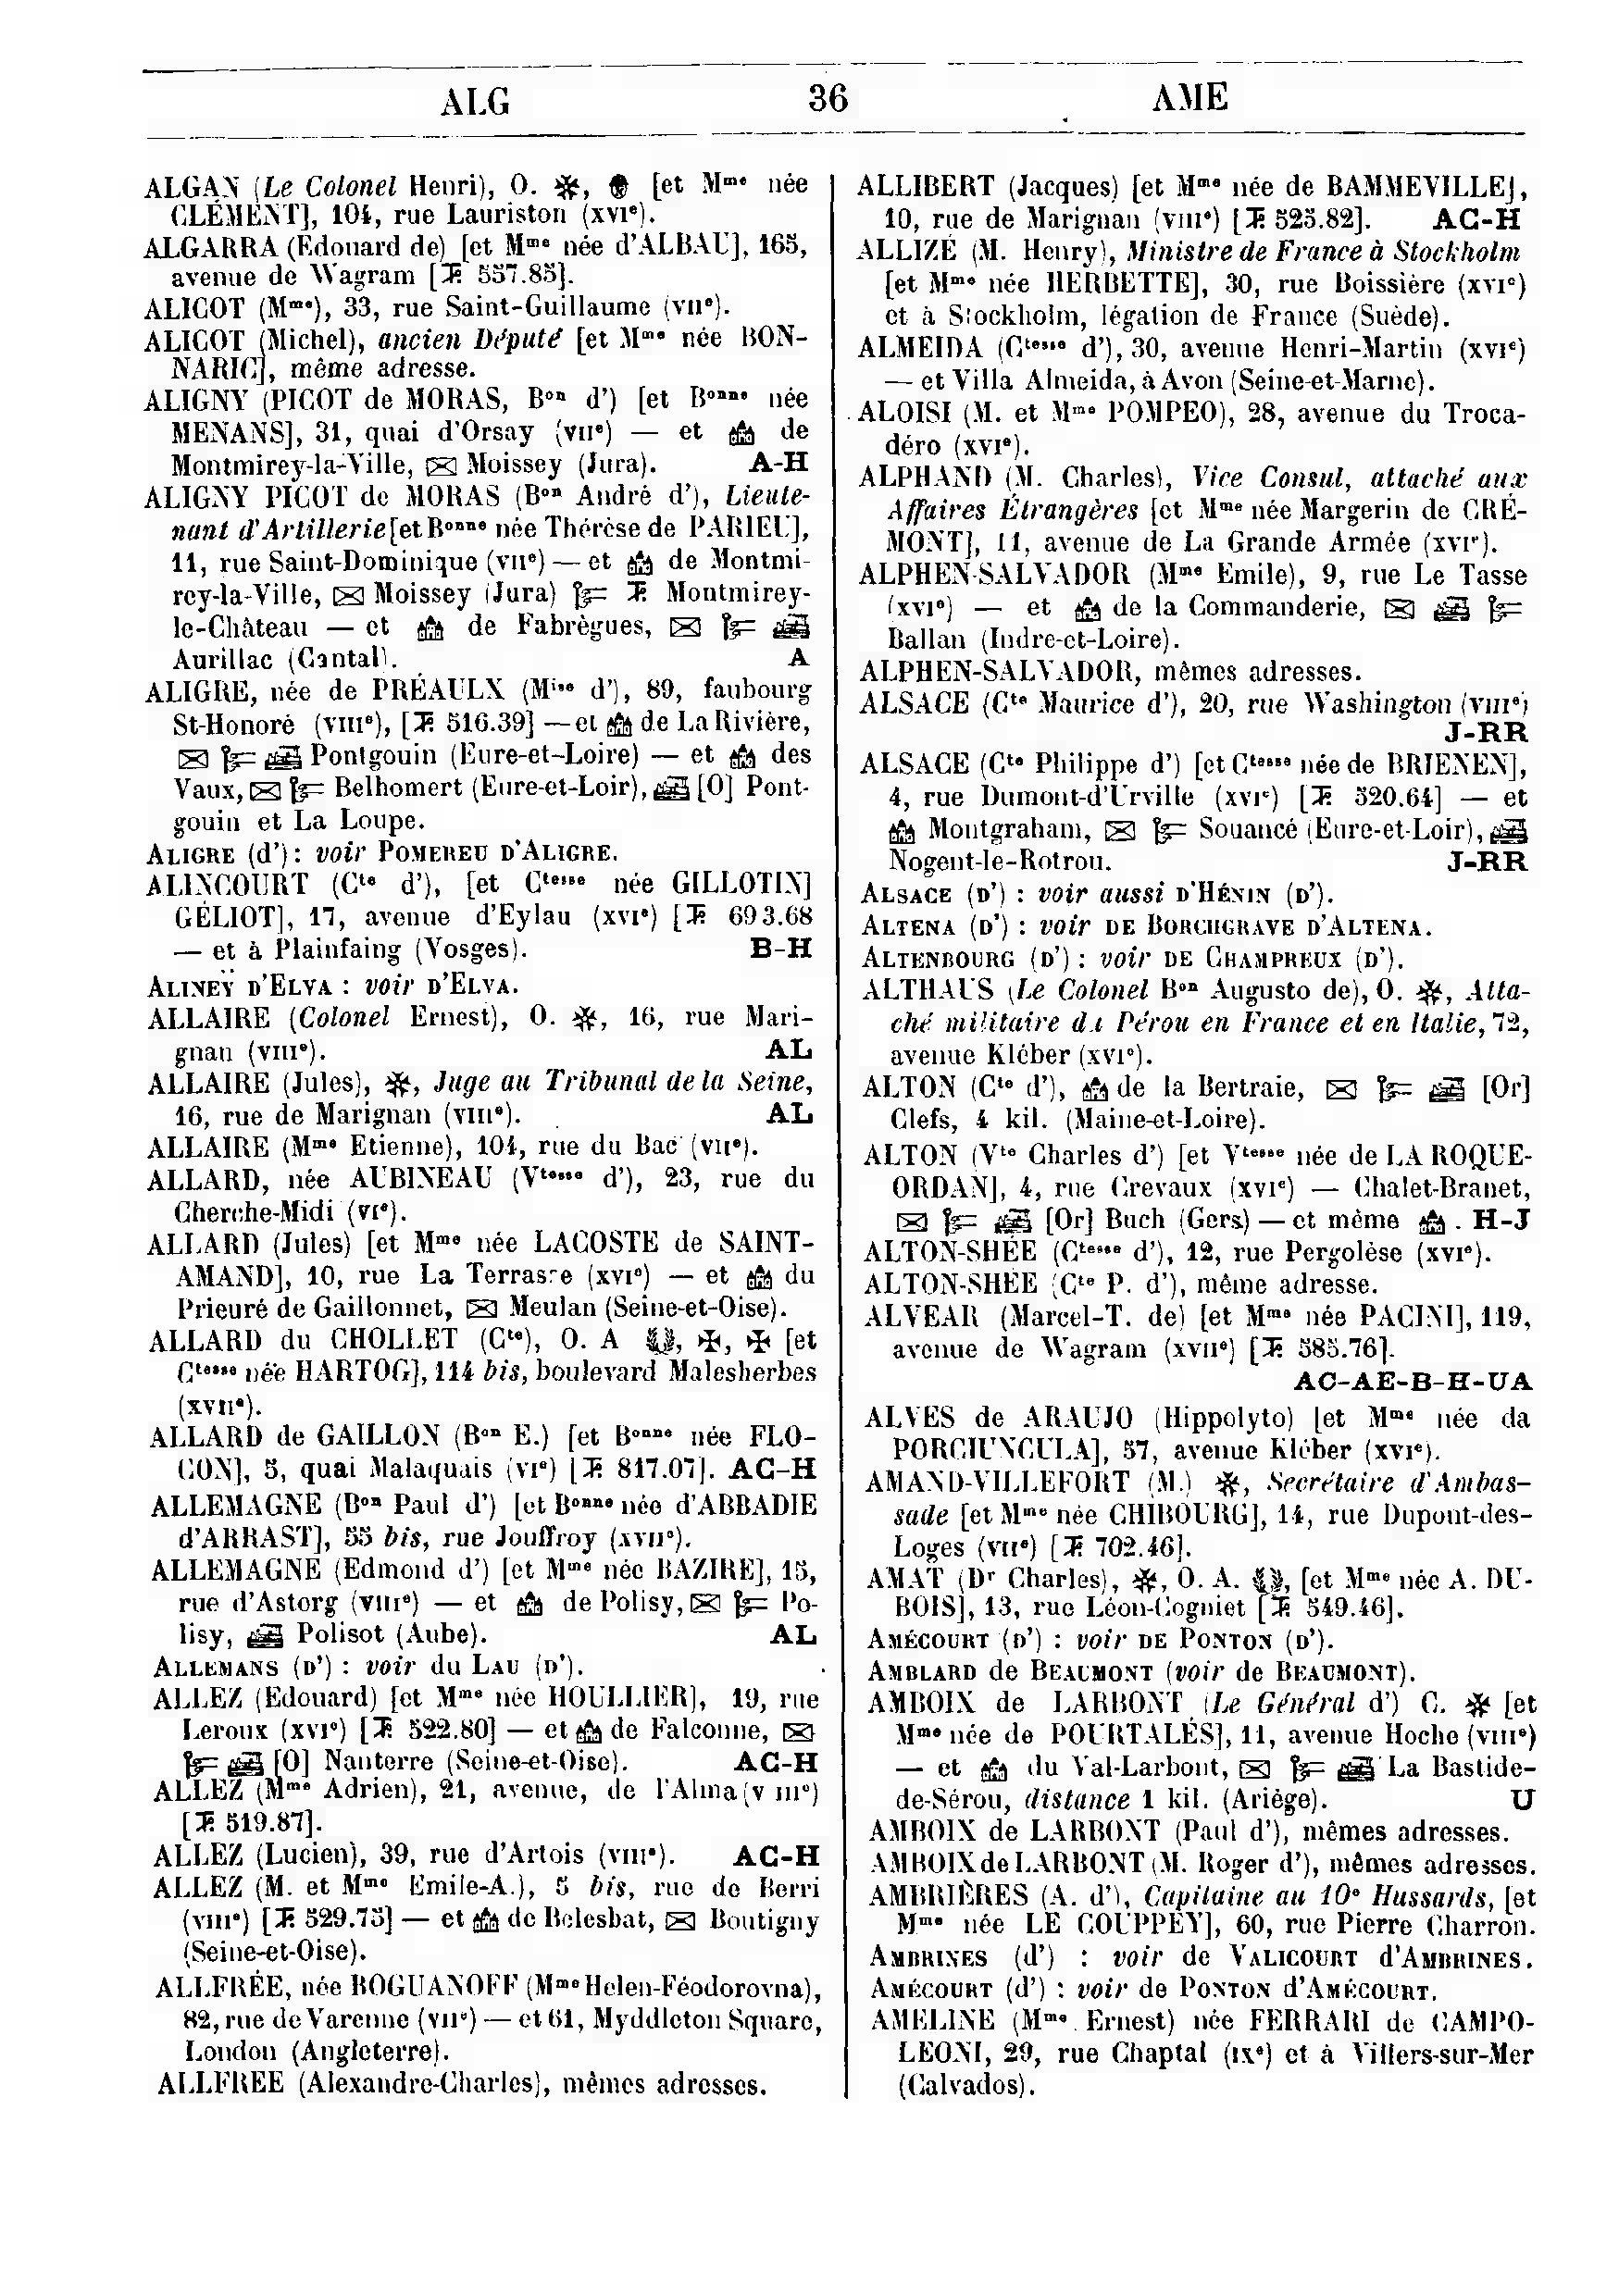 ALG 36 AME
ALGAN (Le Colonel Henri), O. ❋, [et Mme née
CLÉMENT], 104, rue Lauriston (XVIe).
ALGARRA (Edouard de) [et Mme née d'ALBAU], 165,
avenue de Wagram [T. 557.85].
ALICOT (Mme), 33, rue Saint-Guillaume (VIIe).
ALICOT (Michel), ancien Député [et Mme née BON-
NARIC], même adresse.
ALIGNY (PICOT de MORAS, Bon d') [et Bonne née
MENANS], 31, quai d'Orsay (VIIe) — et de
Montmirey-la-Ville, ✉ Moissey (Jura). A-H
ALIGNY PICOT de MORAS (Bon André d'), Lieute-
nant d'Artillerie [et Bonne née Thérèse de PARIEU],
11, rue Saint-Dominique (VIIe) — et de Montmi-
rey-la-Ville, ✉ Moissey (Jura) T. Montmirey-
le-Château — et de Fabrègues, ✉
Aurillac (Cantal). A
ALIGRE, née de PRÉAULX (Mise d'), 89, faubourg
St-Honoré (VIIIe), [T. 516.39] — et de La Rivière,
✉ Pontgouin (Eure-et-Loire) — et des
Vaux, ✉ Belhomert (Eure-et-Loir), [O] Pont-
gouin et La Loupe.
ALIGRE (d') : voir POMEREU D'ALIGRE.
ALINCOURT (Cte d'), [et Ctesse née GILLOTIN]
GÉLIOT], 17, avenue d'Eylau (XVIe) [T. 693.68
— et à Plainfaing (Vosges). B-H
ALINEŸ D'ELVA : voir D'ELVA.
ALLAIRE (Colonel Ernest), O. ❋, 16, rue Mari-
gnan (VIIIe). AL
ALLAIRE (Jules), ❋, Juge au Tribunal de la Seine,
16, rue de Marignan (VIIIe). AL
ALLAIRE (Mme Etienne), 104, rue du Bac (VIIe).
ALLARD, née AUBINEAU (Vtesse d'), 23, rue du
Cherche-Midi (VIe).
ALLARD (Jules) [et Mme née LACOSTE de SAINT-
AMAND], 10, rue La Terrasse (XVIe) — et du
Prieuré de Gaillonnet, ✉ Meulan (Seine-et-Oise).
ALLARD du CHOLLET (Cte), O. A, ✠, ✠ [et
Ctesse née HARTOG], 114 bis, boulevard Malesherbes
(XVIIe).
ALLARD de GAILLON (Bon E.) [et Bonne née FLO-
CON], 5, quai Malaquais (VIe) [T. 817.07]. AC-H
ALLEMAGNE (Bon Paul d') [et Bonne née d'ABBADIE
d'ARRAST], 55 bis, rue Jouffroy (XVIIe).
ALLEMAGNE (Edmond d') [et Mme née BAZIRE], 15,
rue d'Astorg (VIIIe) — et de Polisy, ✉ Po-
lisy, Polisot (Aube). AL
ALLEMANS (D') : voir du LAU (D').
ALLEZ (Edouard) [et Mme née HOULLIER], 19, rue
Leroux (XVIe) [T. 522.80] — et de Falconne, ✉
[O] Nanterre (Seine-et-Oise). AC-H
ALLEZ (Mme Adrien), 21, avenue, de l'Alma (V IIIe)
[T. 519.87].
ALLEZ (Lucien), 39, rue d'Artois (VIIIe). AC-H
ALLEZ (M. et Mme Emile-A.), 5 bis, rue de Berri
(VIIIe) [T. 529.75] — et de Belesbat, ✉ Boutigny
(Seine-et-Oise).
ALLFRÉE, née BOGUANOFF (Mme Helen-Féodorovna),
82, rue de Varenne (VIIe) — et 61, Myddleton Square,
London (Angleterre).
ALLFREE (Alexandre-Charles), mêmes adresses.
ALLIBERT (Jacques) [et Mme née de BAMMEVILLE],
10, rue de Marignan (VIIIe) [T. 525.82]. AC-H
ALLIZÉ (M. Henry), Ministre de France à Stockholm
[et Mme née HERBETTE], 30, rue Boissière (XVIe)
et à Stockholm, légation de France (Suède).
ALMEIDA (Ctesse d'), 30, avenue Henri-Martin (XVIe)
— et Villa Almeida, à Avon (Seine-et-Marne).
ALOISI (M. et Mme POMPEO), 28, avenue du Troca-
déro (XVIe).
ALPHAND (M. Charles), Vice Consul, attaché aux
Affaires Étrangères [et Mme née Margerin de CRÉ-
MONT], 11, avenue de La Grande Armée (XVIe).
ALPHEN-SALVADOR (Mme Emile), 9, rue Le Tasse
(XVIe) — et de la Commanderie, ✉
Ballan (Indre-et-Loire).
ALPHEN-SALVADOR, mêmes adresses.
ALSACE (Cte Maurice d'), 20, rue Washington (VIIIe)
J-RR
ALSACE (Cte Philippe d') [et Ctesse née de BRIENEN],
4, rue Dumont-d'Urville (XVIe) [T. 520.64] — et
Montgraham, ✉ Souancé (Eure-et-Loir),
Nogent-le-Rotrou. J-RR
ALSACE (D') : voir aussi D'HÉNIN (D').
ALTENA (D') : voir DE BORCHGRAVE D'ALTENA.
ALTENBOURG (D') : voir DE CHAMPREUX (D').
ALTHAUS (Le Colonel Bon Augusto de), O. ❋, Atta-
ché militaire du Pérou en France et en Italie, 72,
avenue Kléber (XVIe).
ALTON (Cte d'), de la Bertraie, ✉ [Or]
Clefs, 4 kil. (Maine-et-Loire).
ALTON (Vte Charles d') [et Vtesse née de LA ROQUE-
ORDAN], 4, rue Crevaux (XVIe) — Chalet-Branet,
✉ [Or] Buch (Gers) — et même . H-J
ALTON-SHÉE (Ctesse d'), 12, rue Pergolèse (XVIe).
ALTON-SHÉE (Cte P. d'), même adresse.
ALVEAR (Marcel-T. de) [et Mme née PACINI], 119,
avenue de Wagram (XVIIe) [T. 585.76].
AC-AE-B-H-UA
ALVES de ARAUJO (Hippolyto) [et Mme née da
PORCIUNCULA], 57, avenue Kléber (XVIe).
AMAND-VILLEFORT (M.) ❋, Secrétaire d'Ambas-
sade [et Mme née CHIBOURG], 14, rue Dupont-des-
Loges (VIIe) [T. 702.46].
AMAT (Dr Charles), ❋, O. A., [et Mme née A. DU-
BOIS], 13, rue Léon-Cogniet [T. 549.46].
AMÉCOURT (D') : voir DE PONTON (D').
AMBLARD de BEAUMONT (voir de BEAUMONT).
AMBOIX de LARBONT (Le Général d') C. ❋ [et
Mme née de POURTALÈS], 11, avenue Hoche (VIIIe)
— et du Val-Larbont, ✉ La Bastide-
de-Sérou, distance 1 kil. (Ariège). U
AMBOIX de LARBONT (Paul d'), mêmes adresses.
AMBOIX de LARBONT (M. Roger d'), mêmes adresses.
AMBRIÈRES (A. d'), Capitaine au 10e Hussards, [et
Mme née LE COUPPEY], 60, rue Pierre Charron.
AMBRINES (d') : voir de VALICOURT d'AMBRINES.
AMÉCOURT (d') : voir de PONTON d'AMÉCOURT.
AMELINE (Mme Ernest) née FERRARI de CAMPO-
LEONI, 29, rue Chaptal (IXe) et à Villers-sur-Mer
(Calvados).